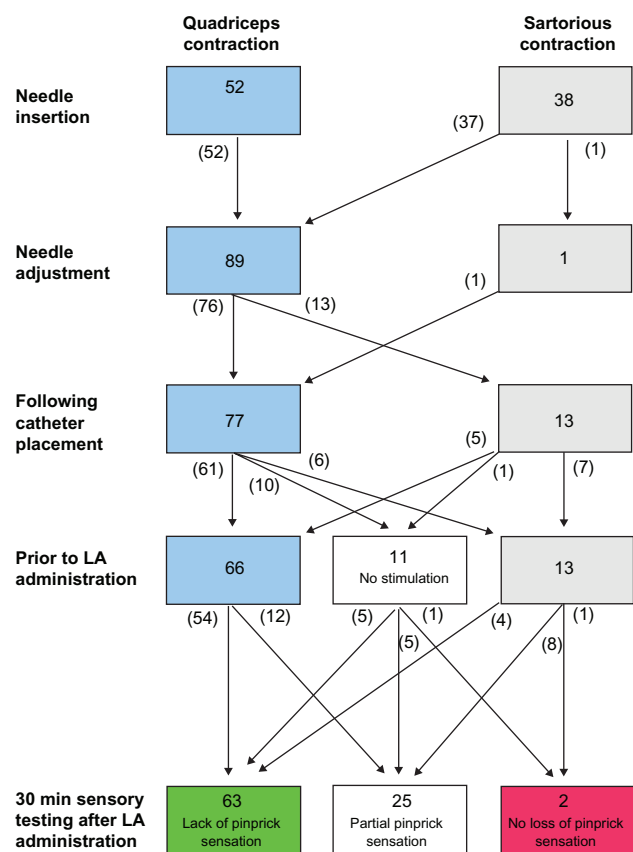 Quadriceps
contraction
Sartorious
contraction
Needle
insertion
52
38
(52)
(37)
(1)
Needle
adjustment
89
1
(76)
(13)
(1)
Following
catheter
placement
77
13
(61)
(10)
(6)
(5)
(1)
(7)
Prior to LA
administration
66
11
No stimulation
13
(54)
(12)
(5)
(5)
(1)
(4)
(8)
(1)
30 min sensory
testing after LA
administration
63
Lack of pinprick
sensation
25
Partial pinprick
sensation
2
No loss of pinprick
sensation